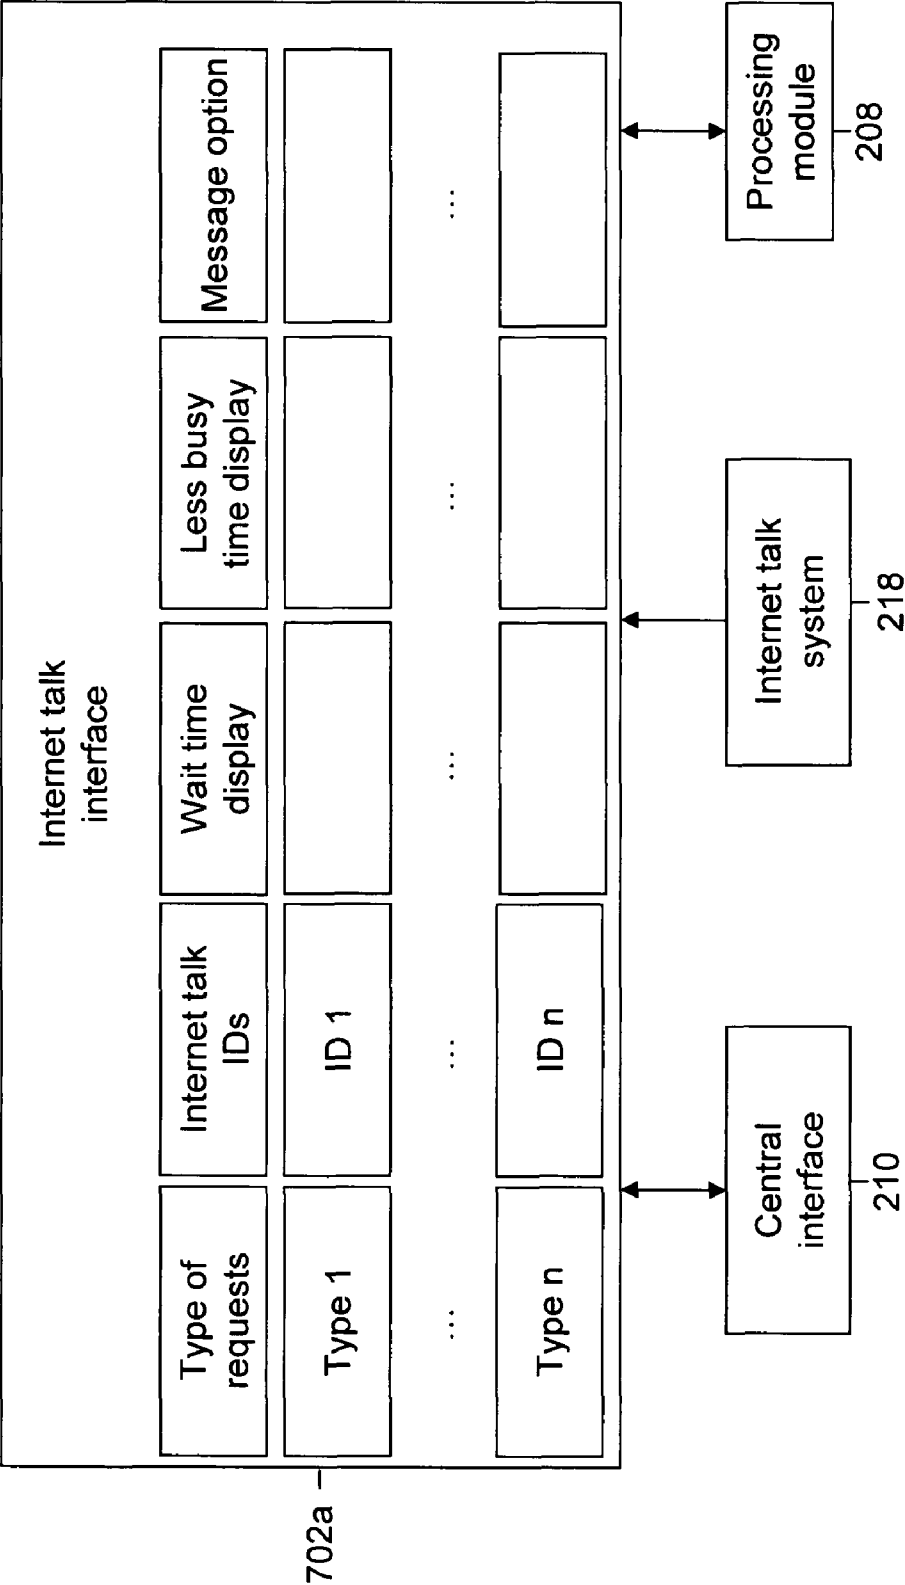 Internet talk
interface
Type of
requests
Internet talk
IDs
Wait time
display
Less busy
time display
Message option
Type 1
ID 1
...
...
...
...
...
Type n
ID n
702a
Central
interface
210
Internet talk
system
218
Processing
module
208